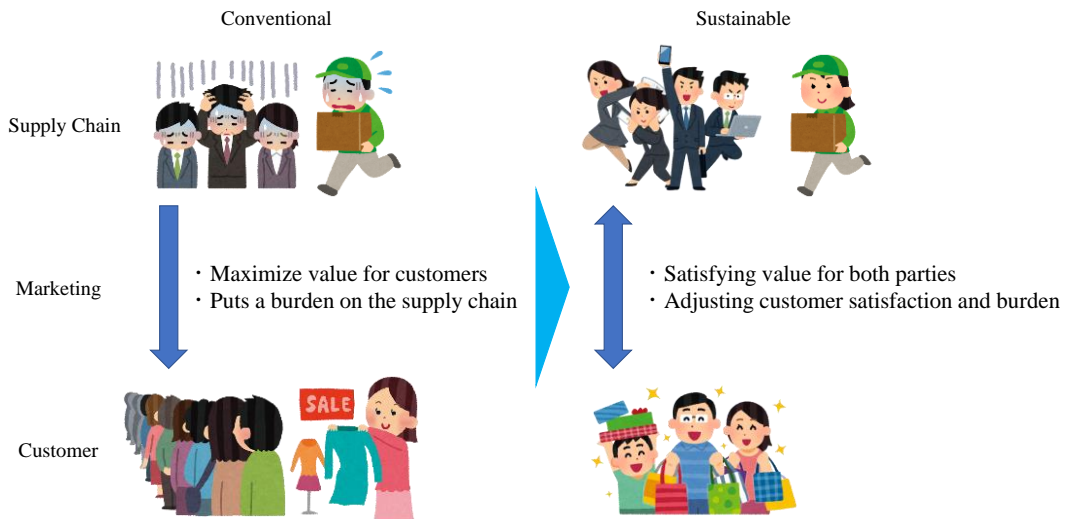 Conventional
Sustainable
Supply Chain
Marketing
・Maximize value for customers
・Puts a burden on the supply chain
・Satisfying value for both parties
・Adjusting customer satisfaction and burden
SALE
Customer